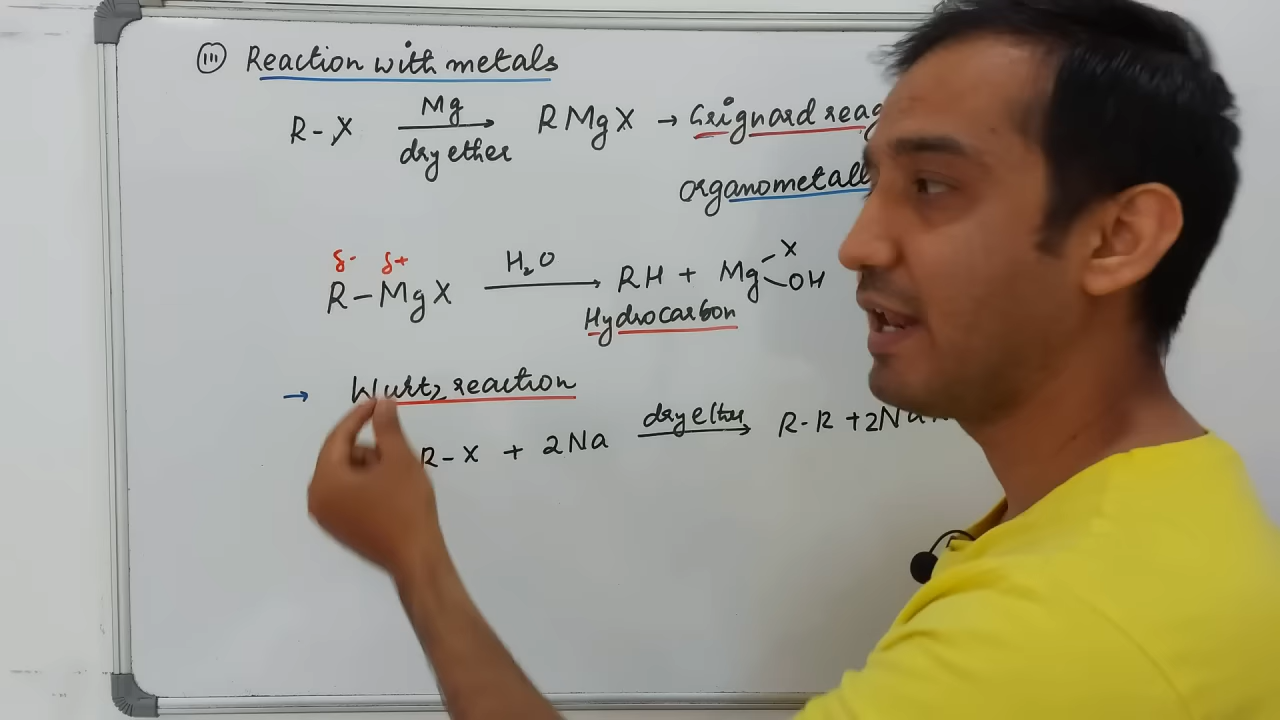 (iii) Reaction with metals
R-X Mg dry ether RMgX → Grignard reag
organometall
δ- δ+
R-MgX H₂O RH + Mg X OH
Hydrocarbon
→ Wurtz reaction
R-X + 2Na dry ether R-R + 2Na